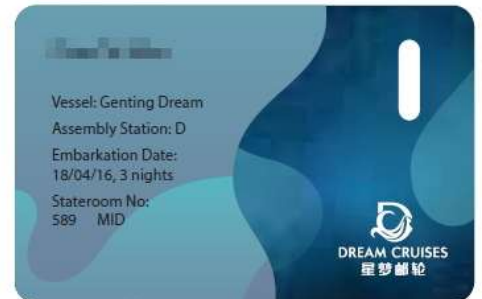 Vessel: Genting Dream
Assembly Station: D
Embarkation Date:
18/04/16, 3 nights
Stateroom No:
589 MID
DREAM CRUISES
星梦邮轮